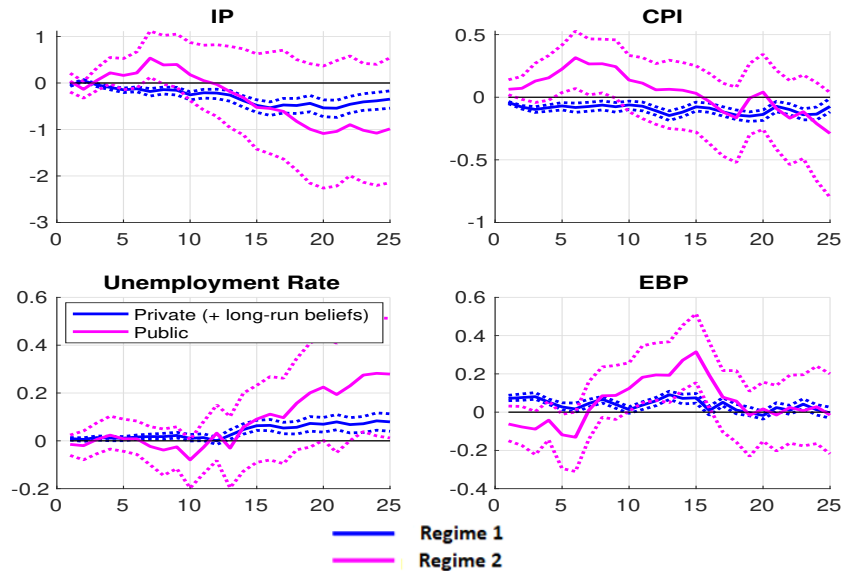 IP
CPI
1
0
-1
-2
-3
0 5 10 15 20 25
0.5
0
-0.5
-1
0 5 10 15 20 25
Unemployment Rate
EBP
0.6
0.4
0.2
0
-0.2
Private (+ long-run beliefs)
Public
0 5 10 15 20 25
0.6
0.4
0.2
0
-0.2
-0.4
0 5 10 15 20 25
Regime 1
Regime 2